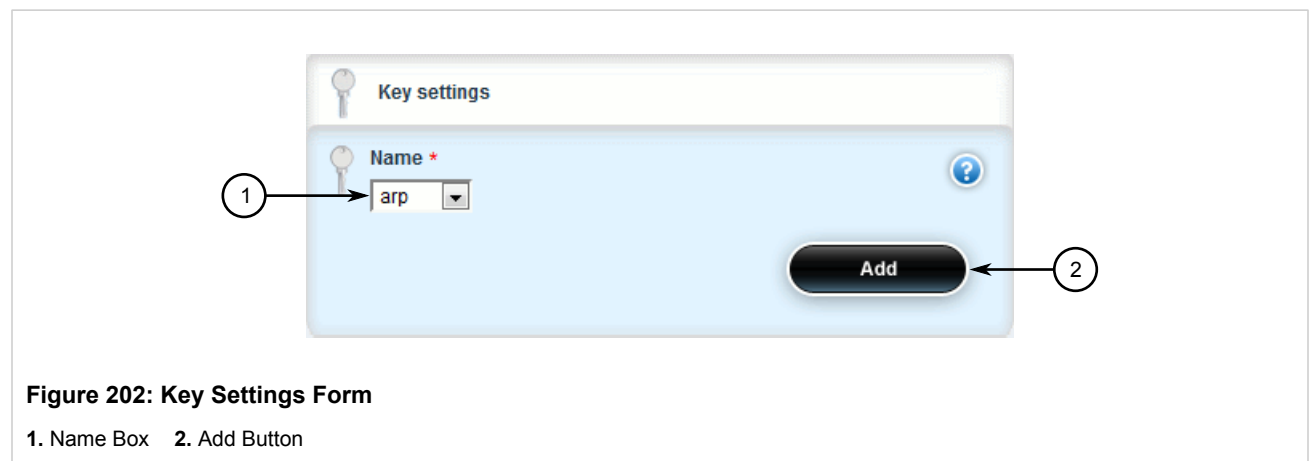 Key settings
Name *
?
1
arp
Add
2
Figure 202: Key Settings Form
1. Name Box 2. Add Button